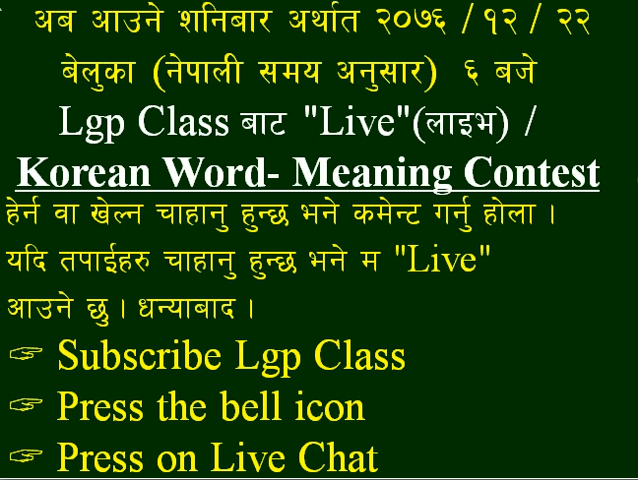 अब आउने शनिबार अर्थात २०७६ / १२ / २२
बेलुका (नेपाली समय अनुसार) ६ बजे
Lgp Class बाट "Live"(लाइभ) /
Korean Word- Meaning Contest
हेर्न वा खेल्न चाहानु हुन्छ भने कमेन्ट गर्नु होला ।
यदि तपाईहरु चाहानु हुन्छ भने म "Live"
आउने छु । धन्याबाद ।
☞ Subscribe Lgp Class
☞ Press the bell icon
☞ Press on Live Chat